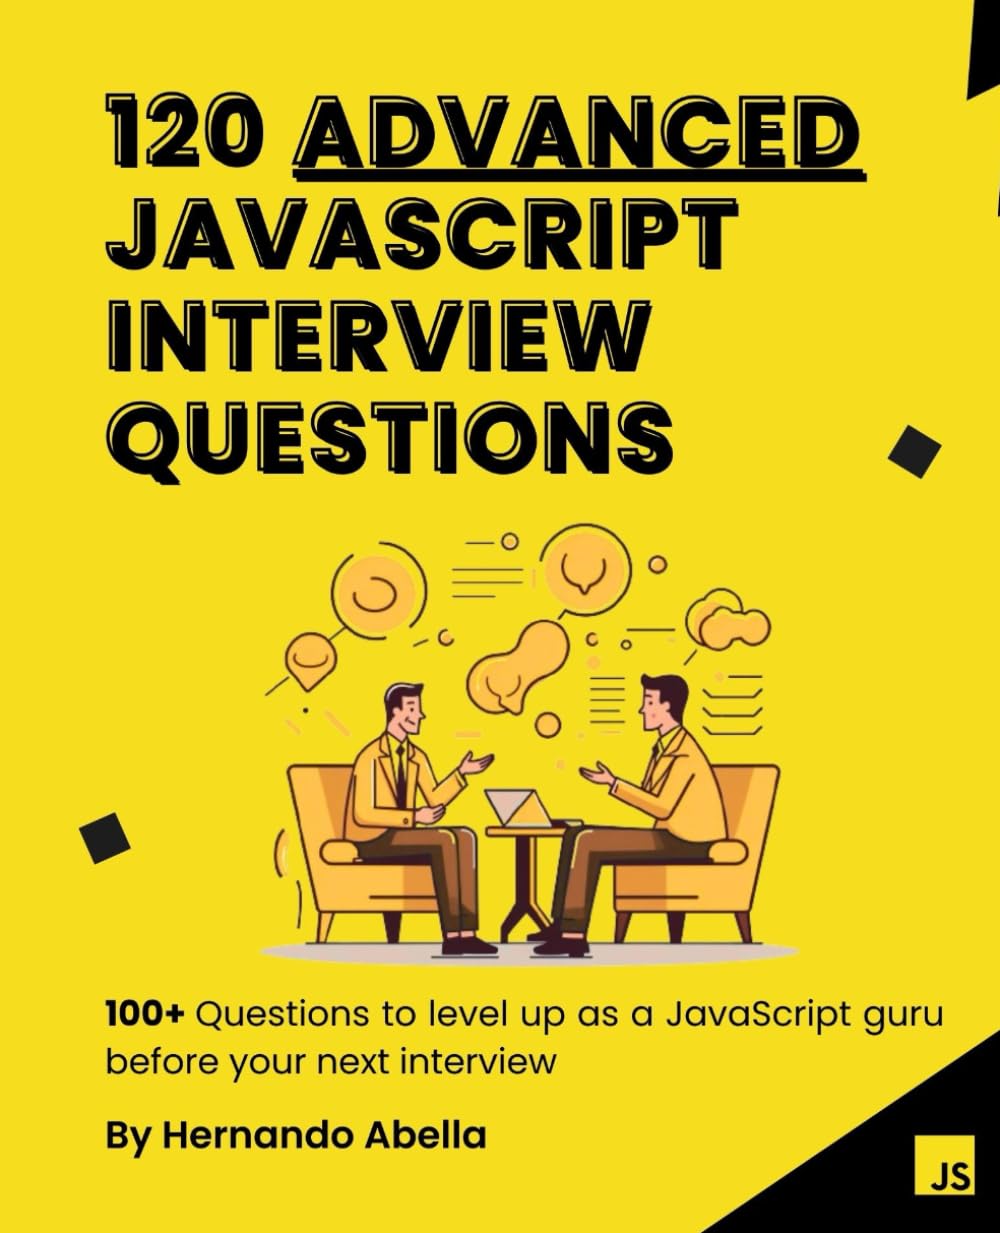 120 ADVANCED
JAVASCRIPT
INTERVIEW
QUESTIONS
100+ Questions to level up as a JavaScript guru
before your next interview
By Hernando Abella
JS